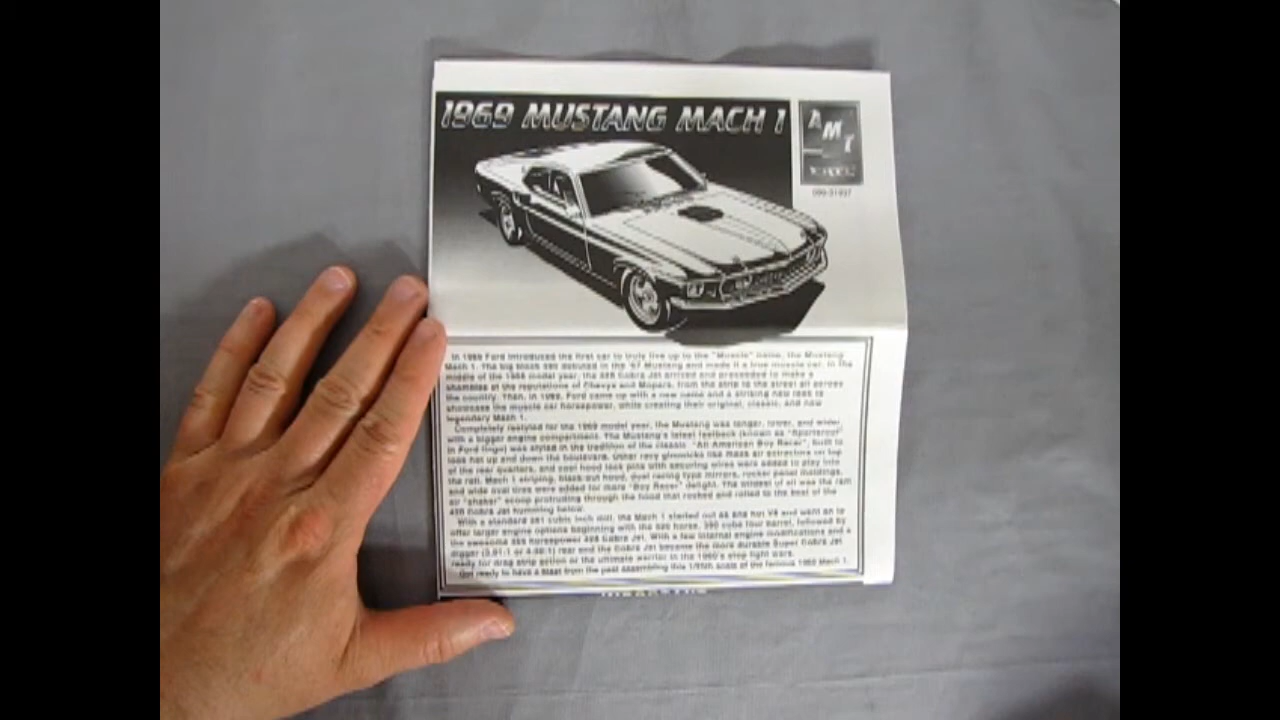 1969 MUSTANG MACH 1
AMT
ERTL
In 1969 Ford introduced the first car to truly live up to the "Muscle" name, the Mustang
Mach 1. The big block 390 debuted in the '67 Mustang and made it a true muscle car. In the
middle of the 1968 model year, the 428 Cobra Jet arrived and proceeded to make a
shambles of the reputations of Chevys and Mopars, from the strip to the street all across
the country. Then, in 1969, Ford came up with a new name and a striking new look to
showcase the muscle car horsepower, while creating their original, classic, and now
legendary Mach 1.
Completely restyled for the 1969 model year, the Mustang was longer, lower, and wider
with a bigger engine compartment. The Mustang's latest fastback (known as "Sportsroof"
in Ford lingo) was styled in the tradition of the classic "All American Boy Racer", built to
look hot up and down the boulevard. Other racy gimmicks like mock air extractors on top
of the rear quarters, and cool hood lock pins with securing wires were added to play into
the roll. Mach 1 striping, black-out hood, dual racing type mirrors, rocker panel moldings,
and wide oval tires were added for more "Boy Racer" delight. The wildest of all was the ram
air "shaker" scoop protruding through the hood that rocked and rolled to the beat of the
428 Cobra Jet humming below.
With a standard 351 cubic inch mill, the Mach 1 started out as one hot V8 and went on to
offer larger engine options beginning with the 320 horse, 390 cube four barrel, followed by
the awesome 335 horsepower 428 Cobra Jet. With a few internal engine modifications and a
digger (3.91:1 or 4.30:1) rear end the Cobra Jet became the more durable Super Cobra Jet
ready for drag strip action or the ultimate warrior in the 1960's stop light wars.
Get ready to have a blast from the past assembling this 1/25th scale of the famous 1969 Mach 1.